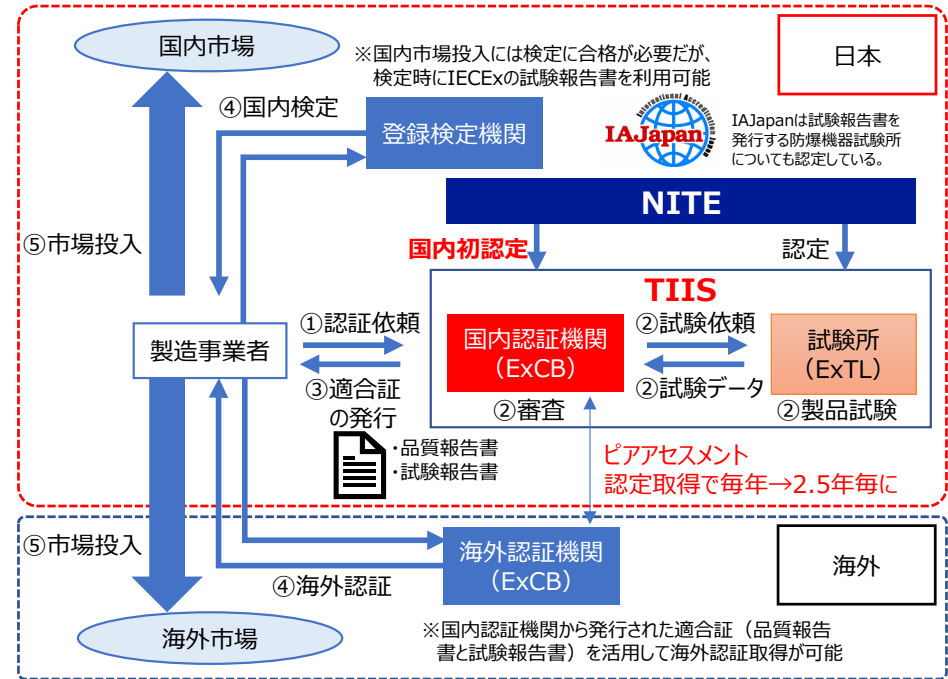 国内市場
※国内市場投入には検定に合格が必要だが、
検定時にIECExの試験報告書を利用可能
日本
④国内検定
登録検定機関
International Accreditation Japan
IAJapan
IAJapanは試験報告書を
発行する防爆機器試験所
についても認定している。
NITE
⑤市場投入
国内初認定
認定
TIIS
製造事業者
①認証依頼
③適合証
の発行
・品質報告書
・試験報告書
国内認証機関
（ExCB）
②審査
②試験依頼
②試験データ
試験所
（ExTL）
②製品試験
ピアアセスメント
認定取得で毎年→2.5年毎に
⑤市場投入
④海外認証
海外認証機関
（ExCB）
海外
海外市場
※国内認証機関から発行された適合証（品質報告
書と試験報告書）を活用して海外認証取得が可能